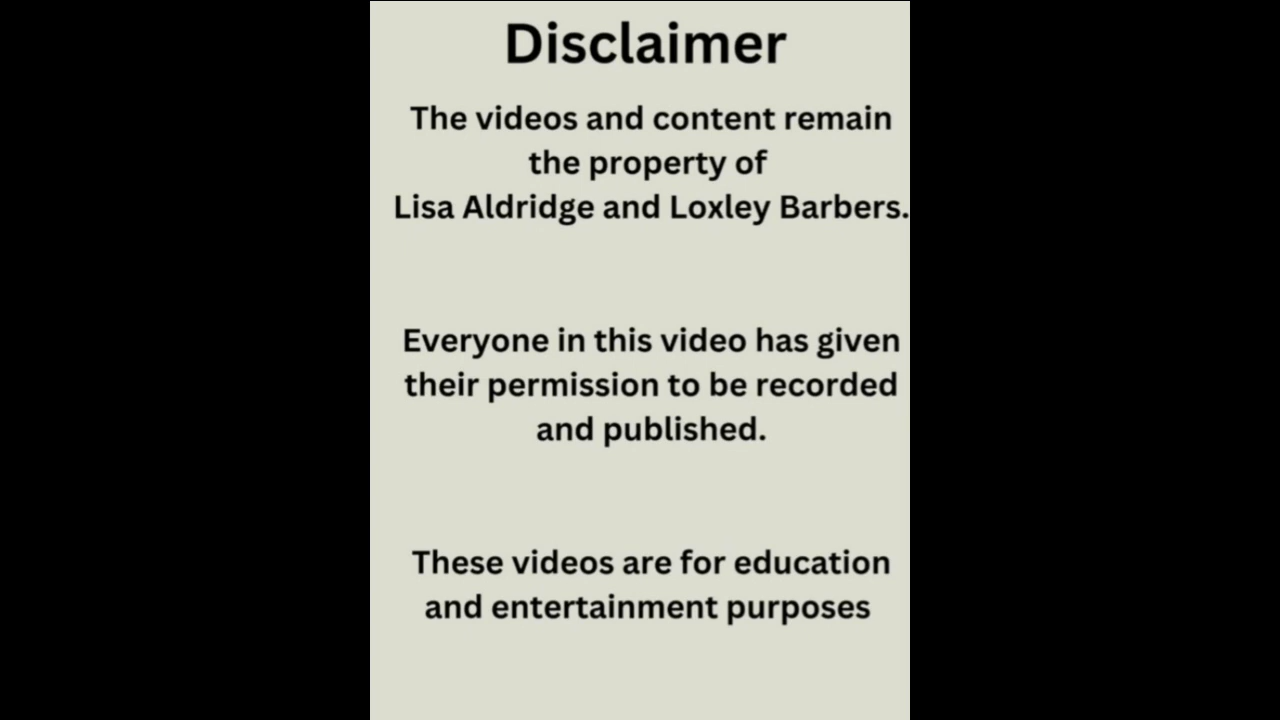 Disclaimer
The videos and content remain
the property of
Lisa Aldridge and Loxley Barbers.
Everyone in this video has given
their permission to be recorded
and published.
These videos are for education
and entertainment purposes